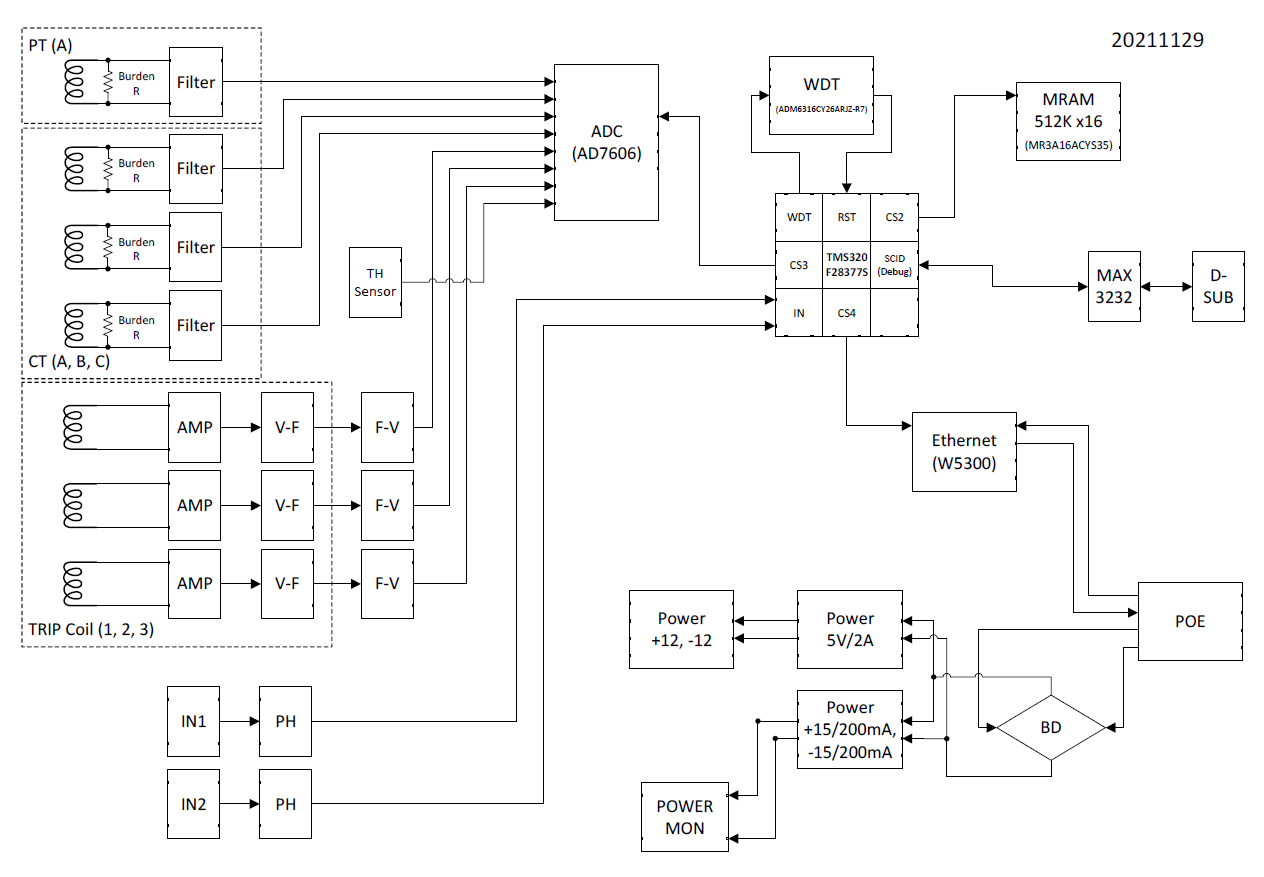 20211129
PT (A)
Burden
R
Filter
Burden
R
Filter
Burden
R
Filter
Burden
R
Filter
CT (A, B, C)
ADC
(AD7606)
TH
Sensor
WDT
(ADM6316CY26ARJZ-R7)
MRAM
512K x16
(MR3A16ACYS35)
WDT
RST
CS2
CS3
TMS320
F28377S
SCID
(Debug)
IN
CS4
MAX
3232
D-
SUB
AMP
V-F
F-V
AMP
V-F
F-V
AMP
V-F
F-V
TRIP Coil (1, 2, 3)
Ethernet
(W5300)
POE
Power
+12, -12
Power
5V/2A
Power
+15/200mA,
-15/200mA
BD
POWER
MON
IN1
PH
IN2
PH